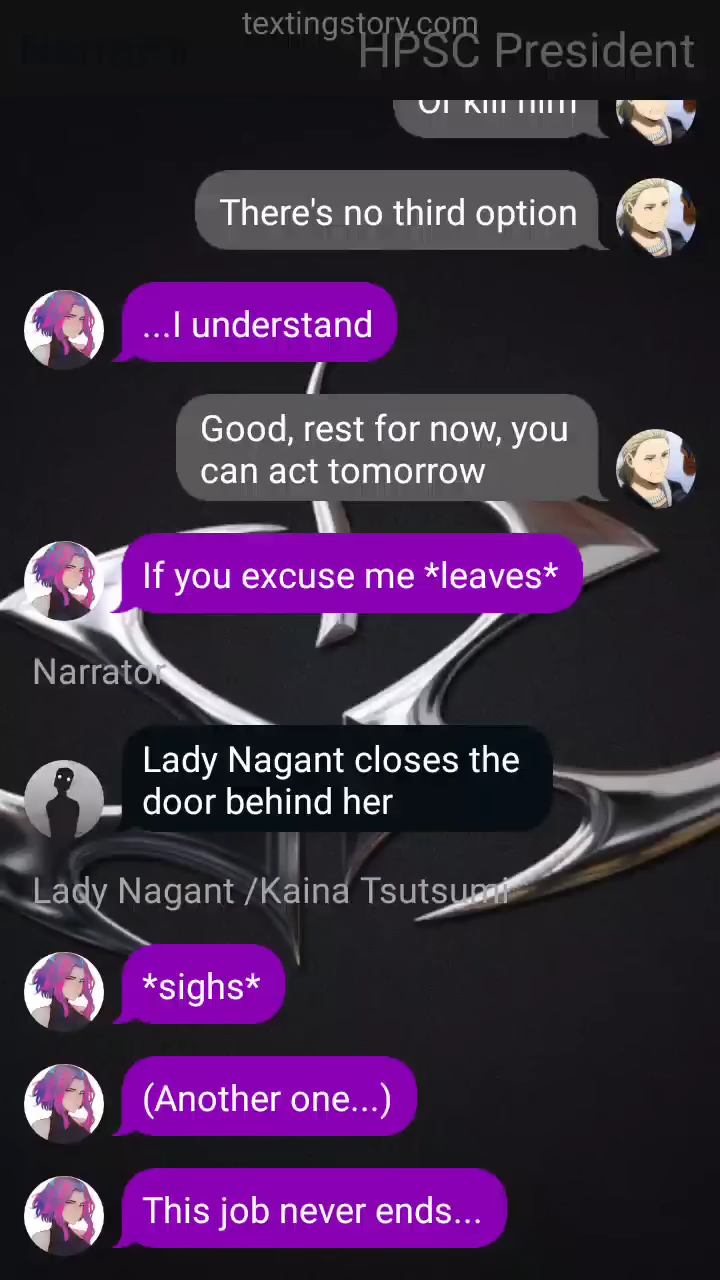 textingstory.com
HPSC President
Or kill him
There's no third option
...I understand
Good, rest for now, you
can act tomorrow
If you excuse me *leaves*
Narrator
Lady Nagant closes the
door behind her
Lady Nagant /Kaina Tsutsumi
*sighs*
(Another one...)
This job never ends...